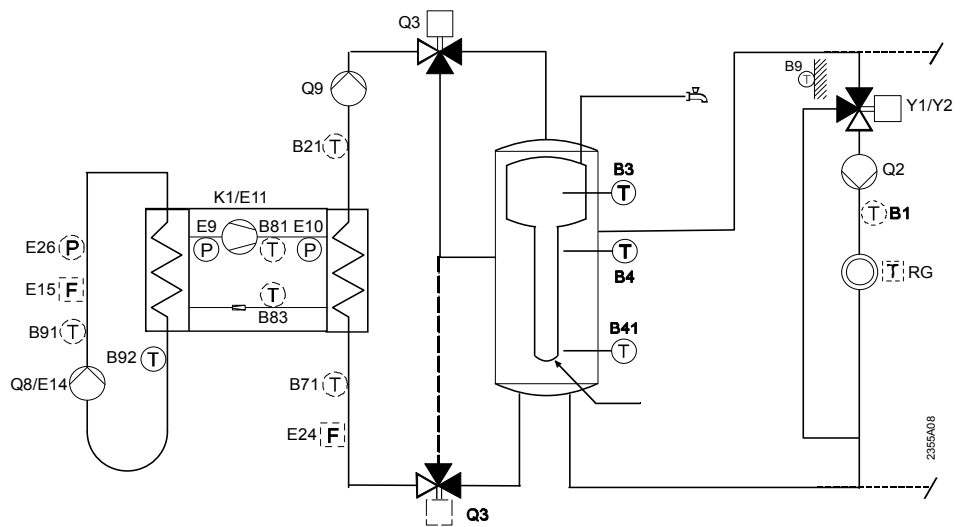 Q3
Q9
B9
T
Y1/Y2
B21
T
B3
T
Q2
K1/E11
T
B1
E9
B81
E10
E26
P
P
T
P
T
B4
E15
F
T
B83
T
RG
B91
T
B92
T
B41
T
Q8/E14
B71
T
E24
F
Q3
2355A08